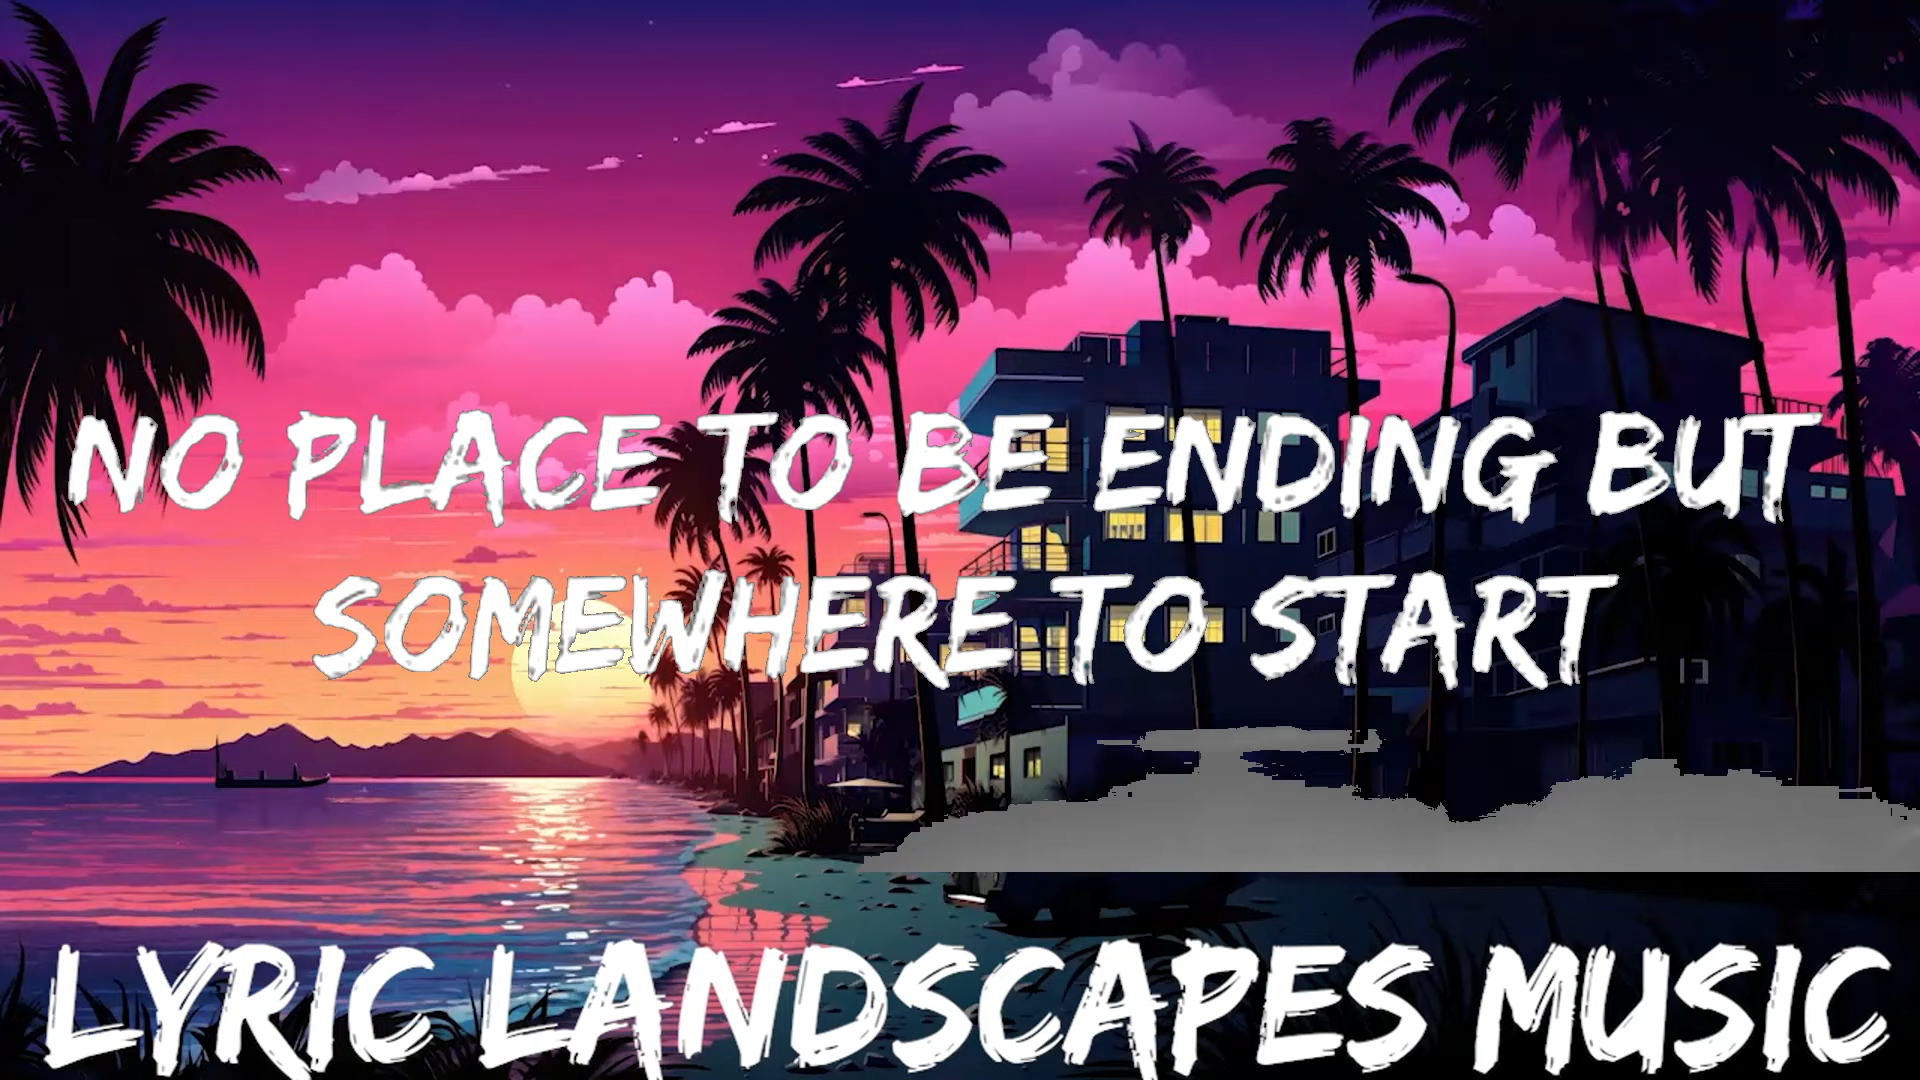 NO PLACE TO BE ENDING BUT
SOMEWHERE TO START
LYRIC LANDSCAPES MUSIC